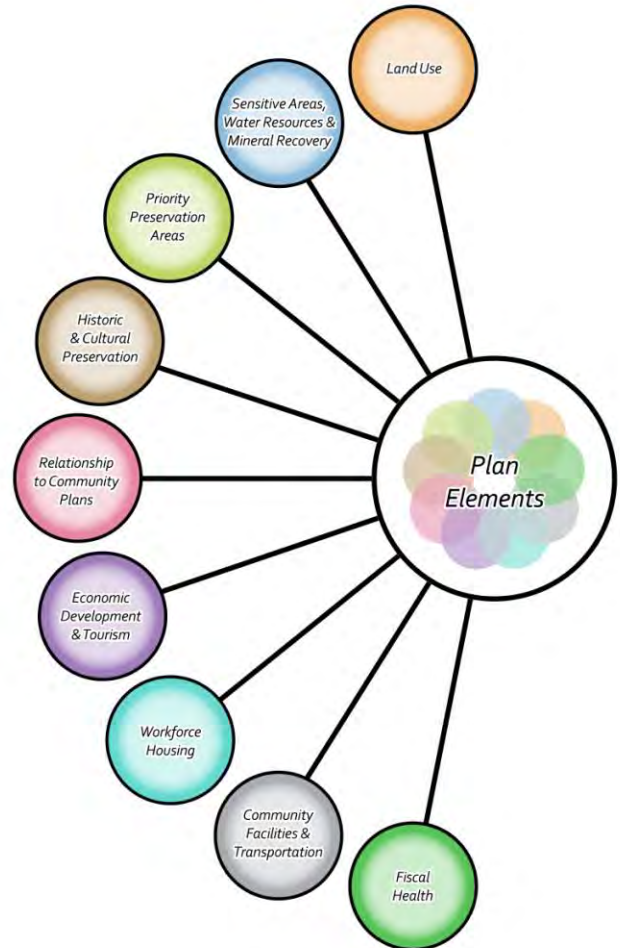 Land Use
Sensitive Areas,
Water Resources &
Mineral Recovery
Priority
Preservation
Areas
Historic
& Cultural
Preservation
Relationship
to Community
Plans
Plan
Elements
Economic
Development
& Tourism
Workforce
Housing
Community
Facilities &
Transportation
Fiscal
Health